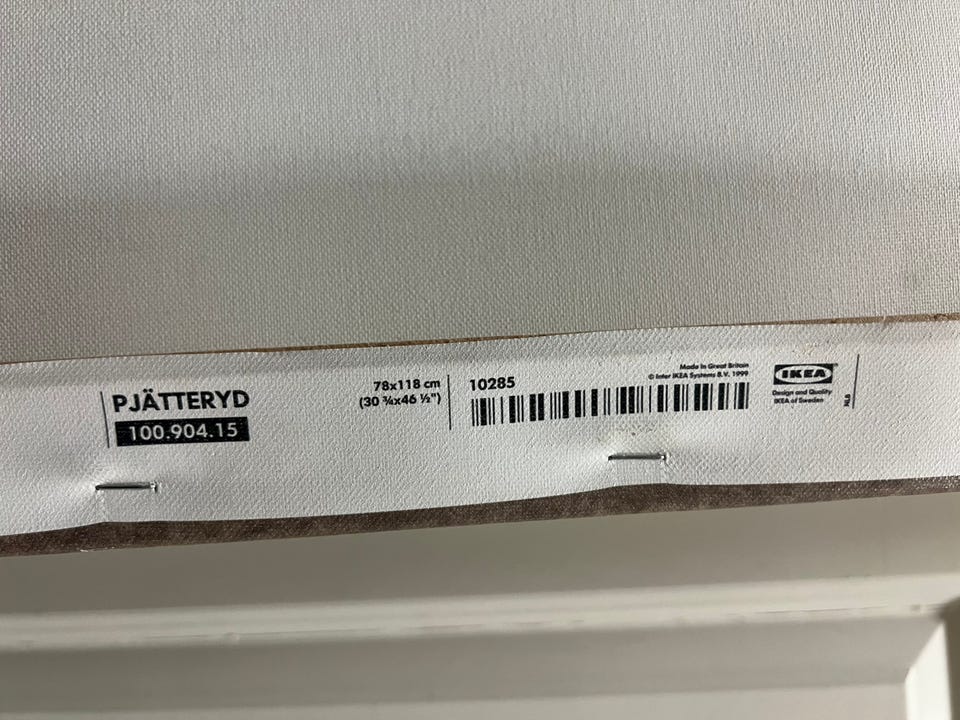 PJÄTTERYD
100.904.15
78x118 cm
(30 ¾x46 ½")
10285
Made in Great Britain
© Inter IKEA Systems B.V. 1999
IKEA
Design and Quality
IKEA of Sweden
NLB